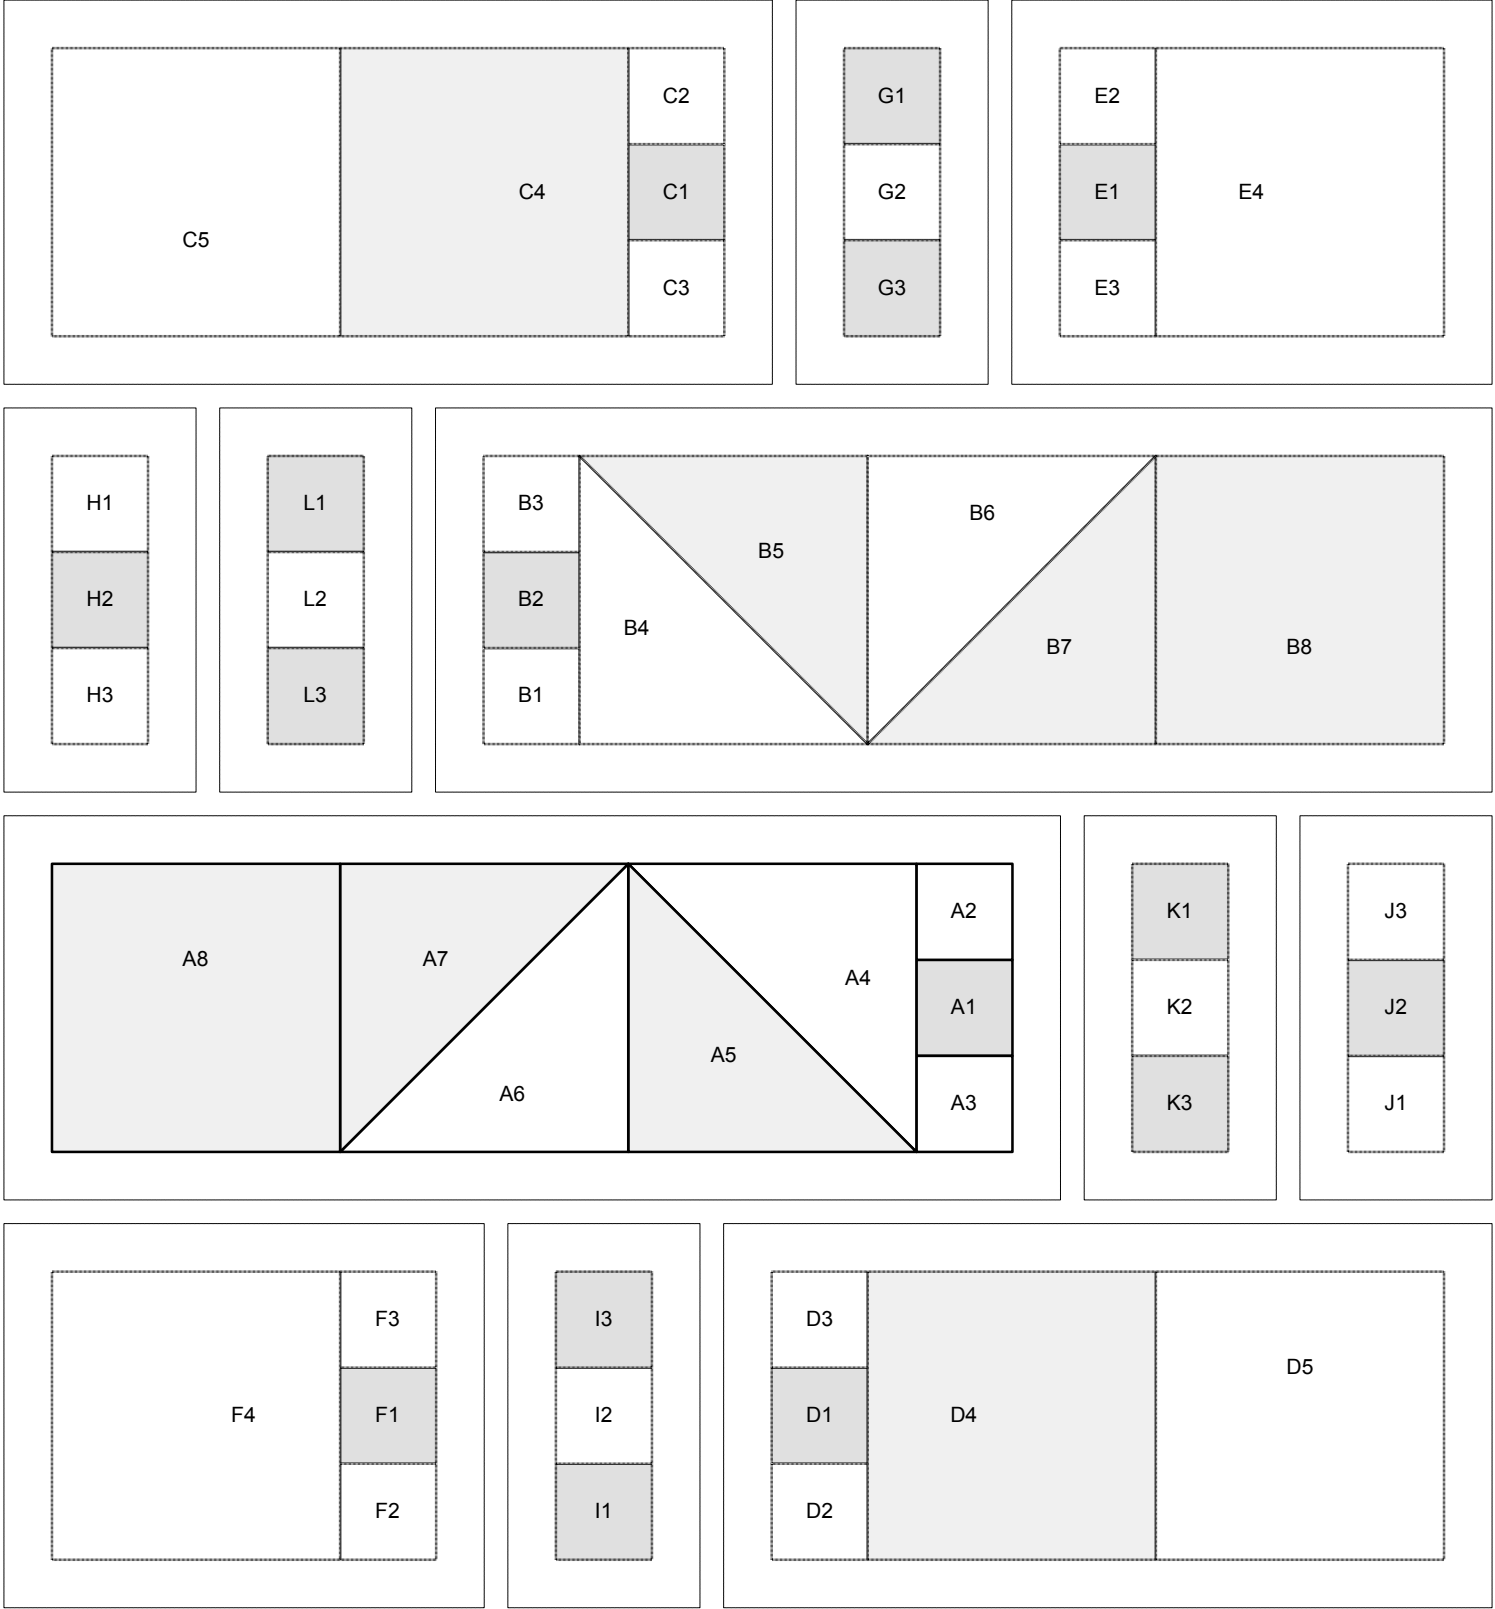 C2 G1 E2
C5 C4 C1 G2 E1 E4
C3 G3 E3
H1 L1 B3 B6
B5
H2 L2 B2 B4 B7 B8
H3 L3 B1
A8 A7 A4 A2 K1 J3
A6 A5 A1 K2 J2
A3 K3 J1
F3 I3 D3
F4 F1 I2 D1 D4 D5
F2 I1 D2